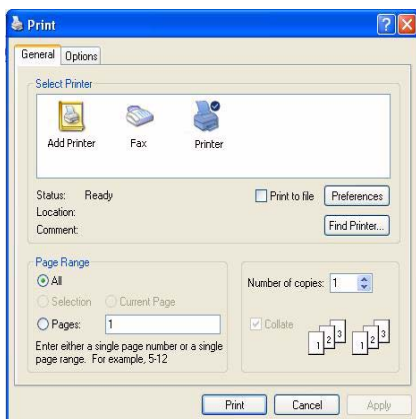 Print
General Options
Select Printer
Add Printer Fax Printer
Status: Ready
Location:
Comment:
Print to file Preferences
Find Printer...
Page Range
All
Selection Current Page
Pages: 1
Enter either a single page number or a single
page range. For example, 5-12
Number of copies: 1
Collate
1 2 3 1 2 3
Print Cancel Apply